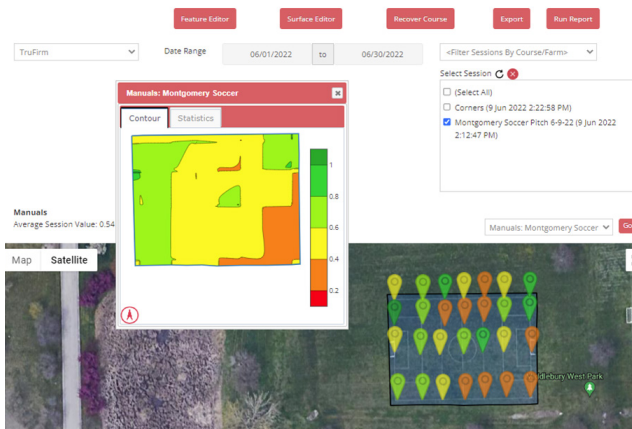 Feature Editor
Surface Editor
Recover Course
Export
Run Report
TruFirm
Date Range
06/01/2022
to
06/30/2022
<Filter Sessions By Course/Farm>
Select Session
(Select All)
Corners (9 Jun 2022 2:22:58 PM)
Montgomery Soccer Pitch 6-9-22 (9 Jun 2022
2:12:47 PM)
Manuals: Montgomery Soccer
Contour
Statistics
1
0.8
0.6
0.4
0.2
Manuals
Average Session Value: 0.54
Manuals: Montgomery Soccer
Go
Map
Satellite
ddlebury West Park